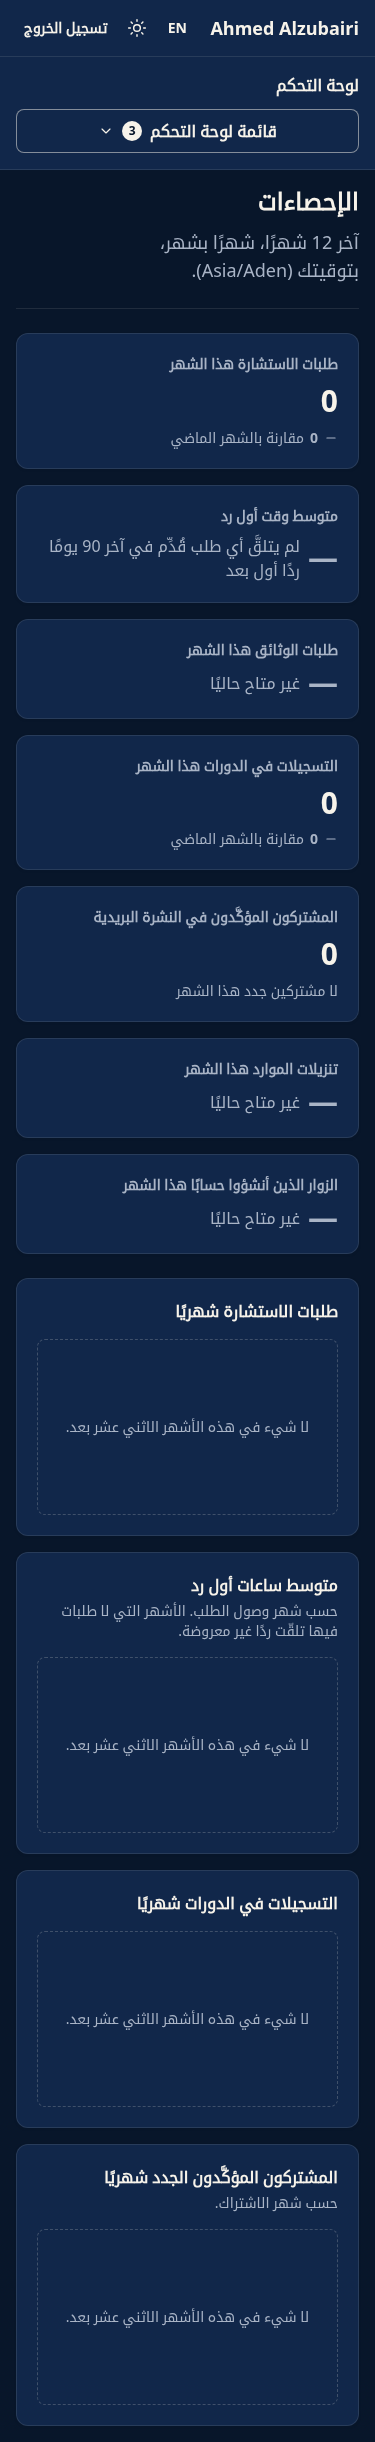 Ahmed Alzubairi
EN
تسجيل الخروج
لوحة التحكم
قائمة لوحة التحكم 3
الإحصاءات
آخر 12 شهرًا، شهرًا بشهر،
بتوقيتك (Asia/Aden).
طلبات الاستشارة هذا الشهر
0
— 0 مقارنة بالشهر الماضي
متوسط وقت أول رد
— لم يتلقَّ أي طلب قُدِّم في آخر 90 يومًا
ردًا أول بعد
طلبات الوثائق هذا الشهر
— غير متاح حاليًا
التسجيلات في الدورات هذا الشهر
0
— 0 مقارنة بالشهر الماضي
المشتركون المؤكَّدون في النشرة البريدية
0
لا مشتركين جدد هذا الشهر
تنزيلات الموارد هذا الشهر
— غير متاح حاليًا
الزوار الذين أنشؤوا حسابًا هذا الشهر
— غير متاح حاليًا
طلبات الاستشارة شهريًا
لا شيء في هذه الأشهر الاثني عشر بعد.
متوسط ساعات أول رد
حسب شهر وصول الطلب. الأشهر التي لا طلبات
فيها تلقّت ردًا غير معروضة.
لا شيء في هذه الأشهر الاثني عشر بعد.
التسجيلات في الدورات شهريًا
لا شيء في هذه الأشهر الاثني عشر بعد.
المشتركون المؤكَّدون الجدد شهريًا
حسب شهر الاشتراك.
لا شيء في هذه الأشهر الاثني عشر بعد.